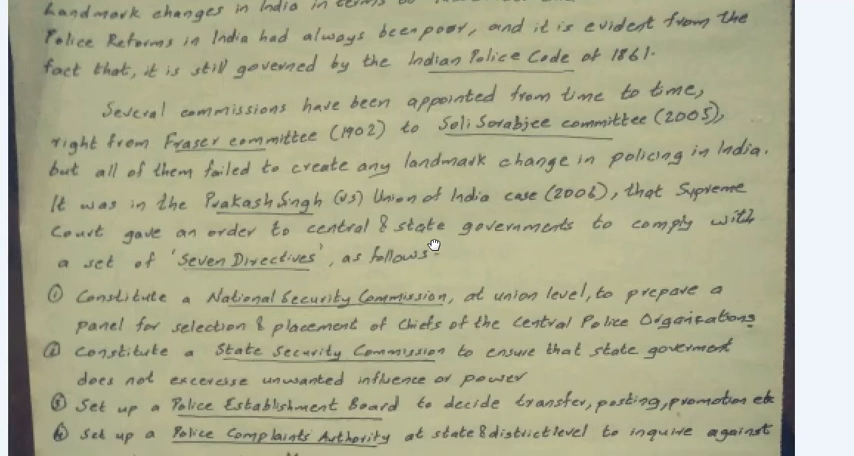 Landmark changes in India in terms
Police Reforms in India had always been poor, and it is evident from the
fact that, it is still governed by the Indian Police Code of 1861.
Several commissions have been appointed from time to time,
right from Fraser committee (1902) to Soli Sorabjee committee (2005),
but all of them failed to create any landmark change in policing in India.
It was in the Prakash Singh (vs) Union of India case (2006), that Supreme
Court gave an order to central & state governments to comply with
a set of 'Seven Directives', as follows-
① Constitute a National Security Commission, at union level, to prepare a
panel for selection & placement of Chiefs of the Central Police Organisations
② Constitute a State Security Commission to ensure that state goverment
does not exceresse unwanted influence or power
③ Set up a Police Establishment Board to decide transfer, posting, promotion etc
④ Set up a Police Complaints Authority at state & district level to inquire against